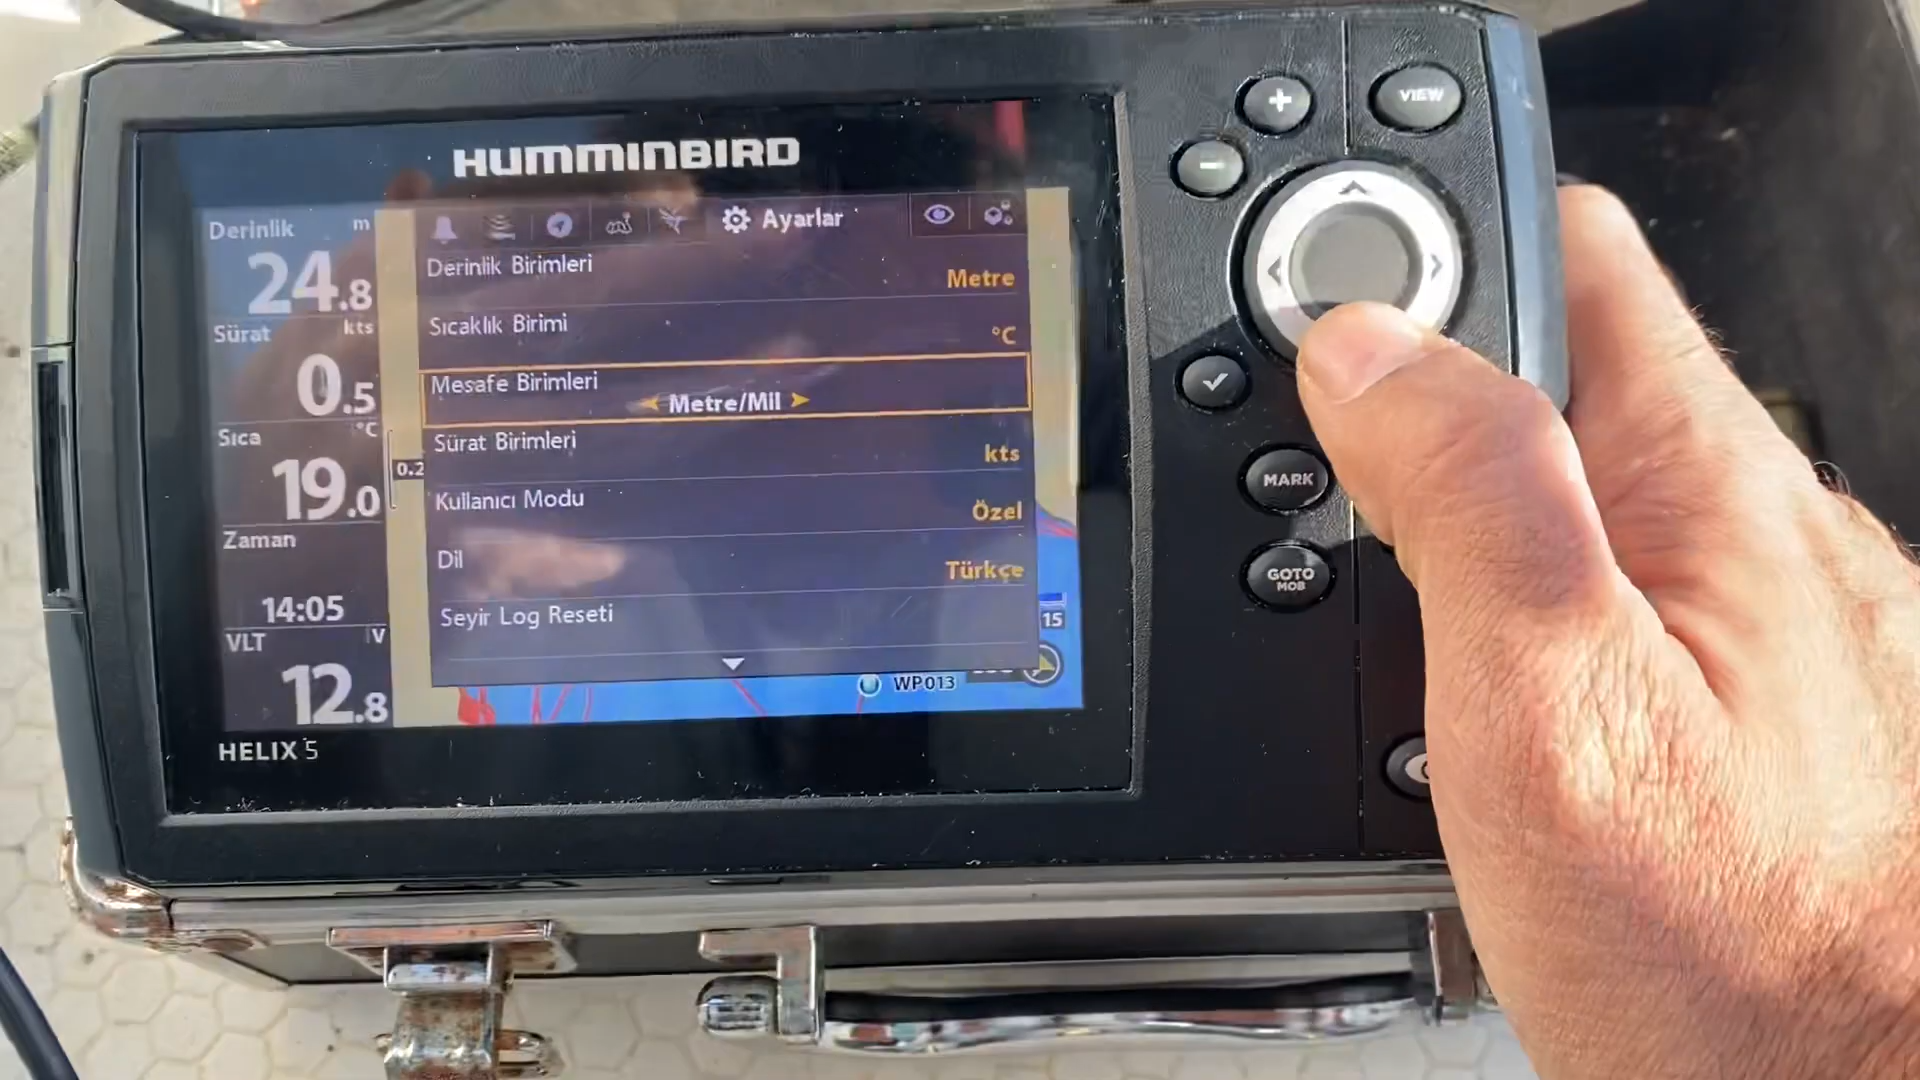 HUMMINBIRD
Derinlik m
24.8
Sürat kts
0.5
Sıca °C
19.0
Zaman
14:05
VLT V
12.8
Ayarlar
Derinlik Birimleri
Metre
Sıcaklık Birimi
°C
Mesafe Birimleri
Metre/Mil
Sürat Birimleri
kts
Kullanıcı Modu
Özel
Dil
Türkçe
Seyir Log Reseti
0.2
15
WP013
HELIX 5
+
VIEW
-
MARK
GOTO
MOB